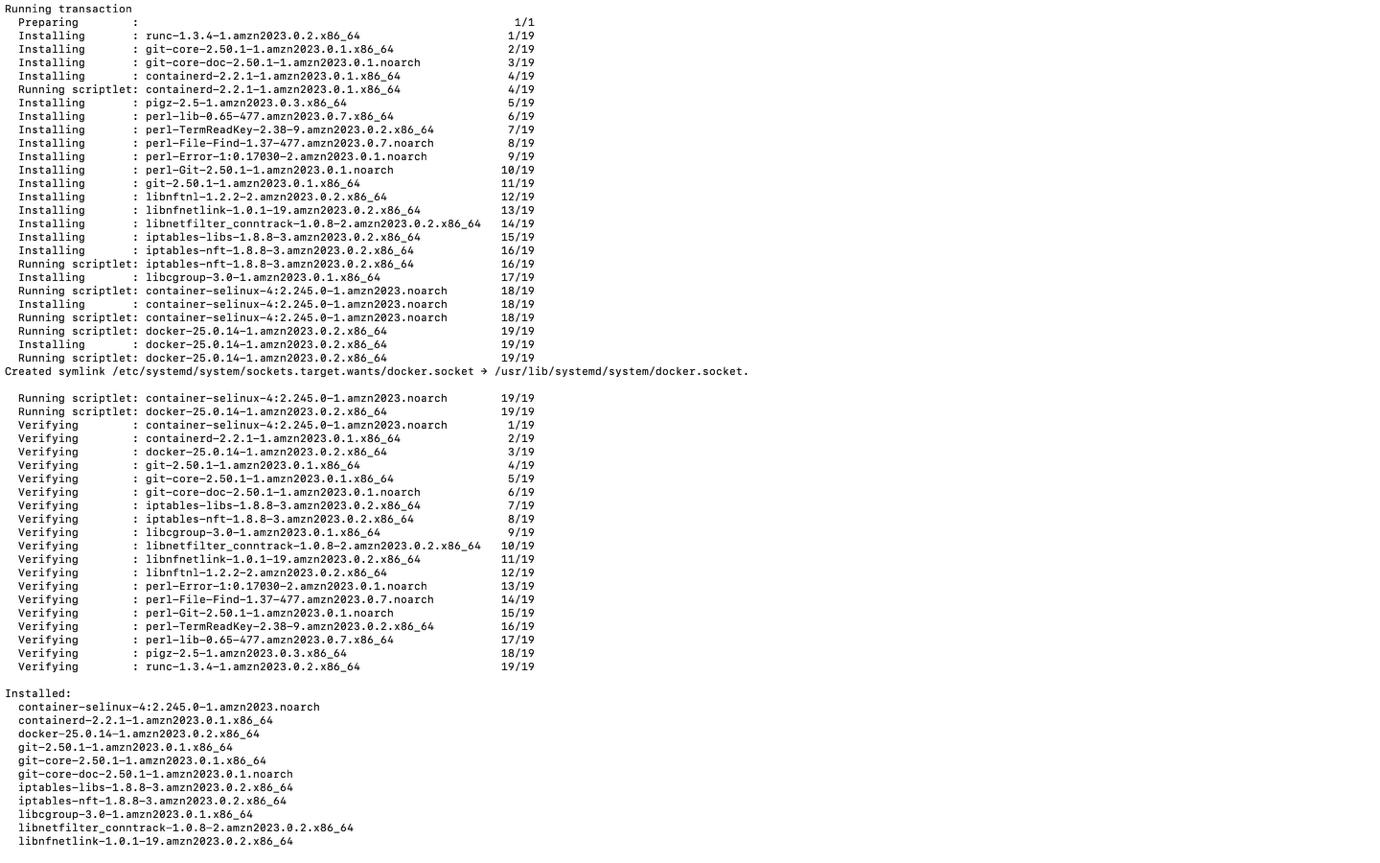 Running transaction
  Preparing        :                                                        1/1
  Installing       : runc-1.3.4-1.amzn2023.0.2.x86_64                     1/19
  Installing       : git-core-2.50.1-1.amzn2023.0.1.x86_64                2/19
  Installing       : git-core-doc-2.50.1-1.amzn2023.0.1.noarch            3/19
  Installing       : containerd-2.2.1-1.amzn2023.0.1.x86_64               4/19
  Running scriptlet: containerd-2.2.1-1.amzn2023.0.1.x86_64               4/19
  Installing       : pigz-2.5-1.amzn2023.0.3.x86_64                       5/19
  Installing       : perl-lib-0.65-477.amzn2023.0.7.x86_64                6/19
  Installing       : perl-TermReadKey-2.38-9.amzn2023.0.2.x86_64          7/19
  Installing       : perl-File-Find-1.37-477.amzn2023.0.7.noarch          8/19
  Installing       : perl-Error-1:0.17030-2.amzn2023.0.1.noarch           9/19
  Installing       : perl-Git-2.50.1-1.amzn2023.0.1.noarch               10/19
  Installing       : git-2.50.1-1.amzn2023.0.1.x86_64                    11/19
  Installing       : libnftnl-1.2.2-2.amzn2023.0.2.x86_64                12/19
  Installing       : libnfnetlink-1.0.1-19.amzn2023.0.2.x86_64           13/19
  Installing       : libnetfilter_conntrack-1.0.8-2.amzn2023.0.2.x86_64  14/19
  Installing       : iptables-libs-1.8.8-3.amzn2023.0.2.x86_64           15/19
  Installing       : iptables-nft-1.8.8-3.amzn2023.0.2.x86_64            16/19
  Running scriptlet: iptables-nft-1.8.8-3.amzn2023.0.2.x86_64            16/19
  Installing       : libcgroup-3.0-1.amzn2023.0.1.x86_64                 17/19
  Running scriptlet: container-selinux-4:2.245.0-1.amzn2023.noarch       18/19
  Installing       : container-selinux-4:2.245.0-1.amzn2023.noarch       18/19
  Running scriptlet: container-selinux-4:2.245.0-1.amzn2023.noarch       18/19
  Running scriptlet: docker-25.0.14-1.amzn2023.0.2.x86_64                19/19
  Installing       : docker-25.0.14-1.amzn2023.0.2.x86_64                19/19
  Running scriptlet: docker-25.0.14-1.amzn2023.0.2.x86_64                19/19
Created symlink /etc/systemd/system/sockets.target.wants/docker.socket → /usr/lib/systemd/system/docker.socket.

  Running scriptlet: container-selinux-4:2.245.0-1.amzn2023.noarch       19/19
  Running scriptlet: docker-25.0.14-1.amzn2023.0.2.x86_64                19/19
  Verifying        : container-selinux-4:2.245.0-1.amzn2023.noarch        1/19
  Verifying        : containerd-2.2.1-1.amzn2023.0.1.x86_64               2/19
  Verifying        : docker-25.0.14-1.amzn2023.0.2.x86_64                 3/19
  Verifying        : git-2.50.1-1.amzn2023.0.1.x86_64                     4/19
  Verifying        : git-core-2.50.1-1.amzn2023.0.1.x86_64                5/19
  Verifying        : git-core-doc-2.50.1-1.amzn2023.0.1.noarch            6/19
  Verifying        : iptables-libs-1.8.8-3.amzn2023.0.2.x86_64            7/19
  Verifying        : iptables-nft-1.8.8-3.amzn2023.0.2.x86_64             8/19
  Verifying        : libcgroup-3.0-1.amzn2023.0.1.x86_64                  9/19
  Verifying        : libnetfilter_conntrack-1.0.8-2.amzn2023.0.2.x86_64  10/19
  Verifying        : libnfnetlink-1.0.1-19.amzn2023.0.2.x86_64           11/19
  Verifying        : libnftnl-1.2.2-2.amzn2023.0.2.x86_64                12/19
  Verifying        : perl-Error-1:0.17030-2.amzn2023.0.1.noarch          13/19
  Verifying        : perl-File-Find-1.37-477.amzn2023.0.7.noarch         14/19
  Verifying        : perl-Git-2.50.1-1.amzn2023.0.1.noarch               15/19
  Verifying        : perl-TermReadKey-2.38-9.amzn2023.0.2.x86_64         16/19
  Verifying        : perl-lib-0.65-477.amzn2023.0.7.x86_64               17/19
  Verifying        : pigz-2.5-1.amzn2023.0.3.x86_64                      18/19
  Verifying        : runc-1.3.4-1.amzn2023.0.2.x86_64                    19/19

Installed:
  container-selinux-4:2.245.0-1.amzn2023.noarch
  containerd-2.2.1-1.amzn2023.0.1.x86_64
  docker-25.0.14-1.amzn2023.0.2.x86_64
  git-2.50.1-1.amzn2023.0.1.x86_64
  git-core-2.50.1-1.amzn2023.0.1.x86_64
  git-core-doc-2.50.1-1.amzn2023.0.1.noarch
  iptables-libs-1.8.8-3.amzn2023.0.2.x86_64
  iptables-nft-1.8.8-3.amzn2023.0.2.x86_64
  libcgroup-3.0-1.amzn2023.0.1.x86_64
  libnetfilter_conntrack-1.0.8-2.amzn2023.0.2.x86_64
  libnfnetlink-1.0.1-19.amzn2023.0.2.x86_64